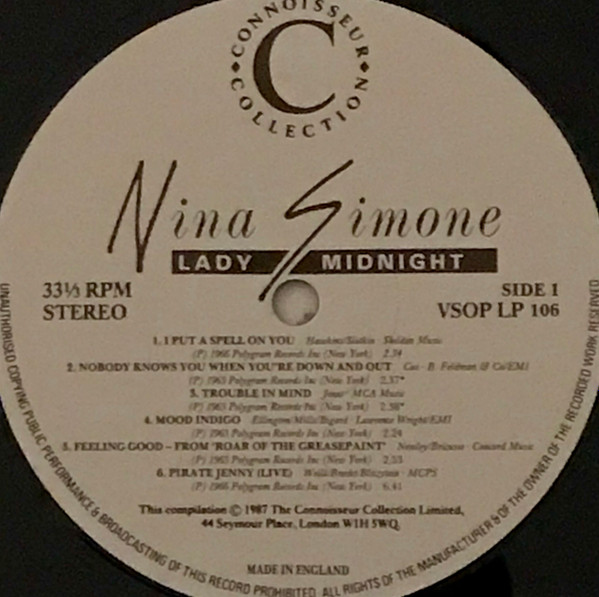 CONNOISSEUR
C
COLLECTION
Nina Simone
LADY MIDNIGHT
33⅓ RPM
STEREO
SIDE 1
VSOP LP 106
1. I PUT A SPELL ON YOU Hawkins/Slotkin · Sheldon Music
(P) 1965 Polygram Records Inc (New York) 2.34
2. NOBODY KNOWS YOU WHEN YOU'RE DOWN AND OUT Cox · B. Feldman & Co/EMI
(P) 1965 Polygram Records Inc (New York) 2.37*
3. TROUBLE IN MIND Jones · MCA Music
(P) 1965 Polygram Records Inc (New York)
4. MOOD INDIGO Ellington/Mills/Bigard · Lawrence Wright/EMI
(P) Polygram Records Inc (New York) 2.24
5. FEELING GOOD – FROM 'ROAR OF THE GREASEPAINT' Newley/Bricusse · Concord Music
(P) 1965 Polygram Records Inc (New York) 2.53
6. PIRATE JENNY (LIVE) Weill/Brecht/Blitzstein · MCPS
(P) Polygram Records Inc (New York) 6.41
This compilation © 1987 The Connoisseur Collection Limited,
44 Seymour Place, London W1H 5WQ.
MADE IN ENGLAND
UNAUTHORISED COPYING PUBLIC PERFORMANCE & BROADCASTING OF THIS RECORD PROHIBITED. ALL RIGHTS OF THE MANUFACTURER & OF THE OWNER OF THE RECORDED WORK RESERVED